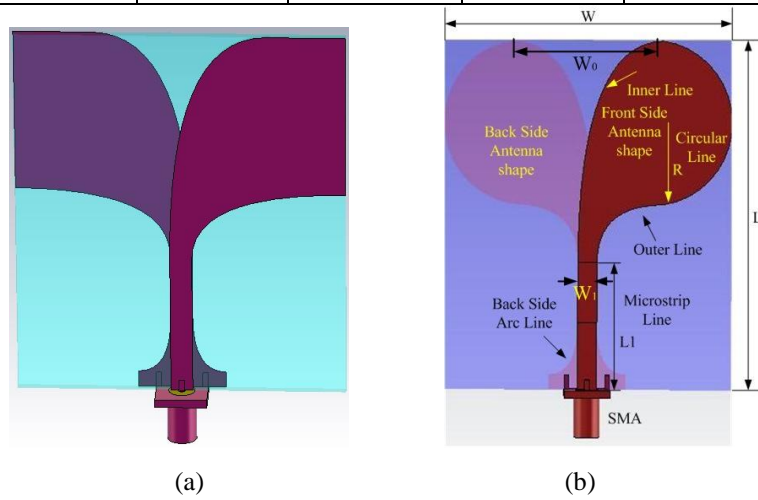 W
W0
Inner Line
Front Side
Antenna
shape
Circular
Line
Back Side
Antenna
shape
R
L
Outer Line
W1
Back Side
Arc Line
Microstrip
Line
L1
SMA
(a)
(b)